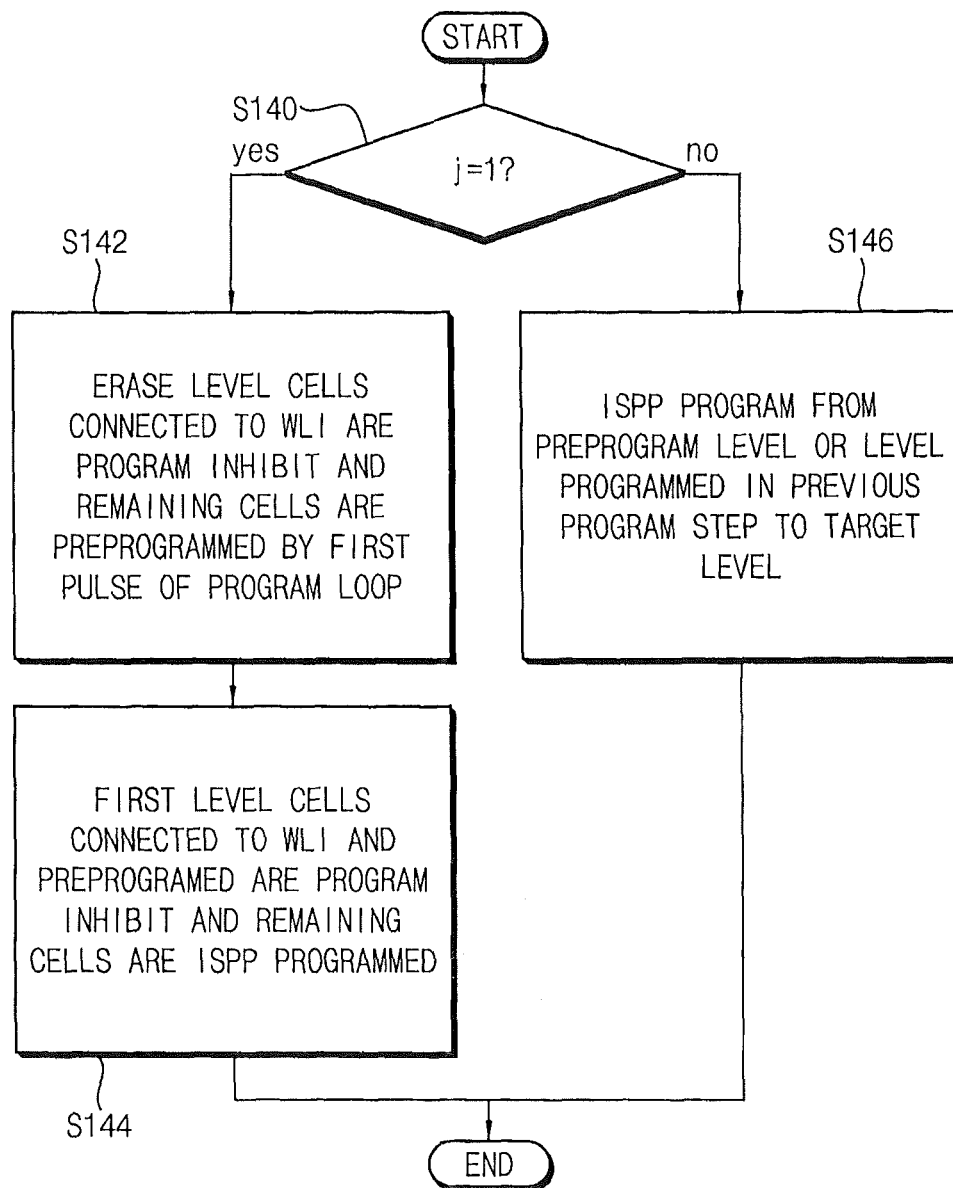 START
S140
yes
j=1?
no
S142
S146
ERASE LEVEL CELLS
CONNECTED TO WLI ARE
PROGRAM INHIBIT AND
REMAINING CELLS ARE
PREPROGRAMMED BY FIRST
PULSE OF PROGRAM LOOP
ISPP PROGRAM FROM
PREPROGRAM LEVEL OR LEVEL
PROGRAMMED IN PREVIOUS
PROGRAM STEP TO TARGET
LEVEL
FIRST LEVEL CELLS
CONNECTED TO WLI AND
PREPROGRAMED ARE PROGRAM
INHIBIT AND REMAINING
CELLS ARE ISPP PROGRAMMED
S144
END